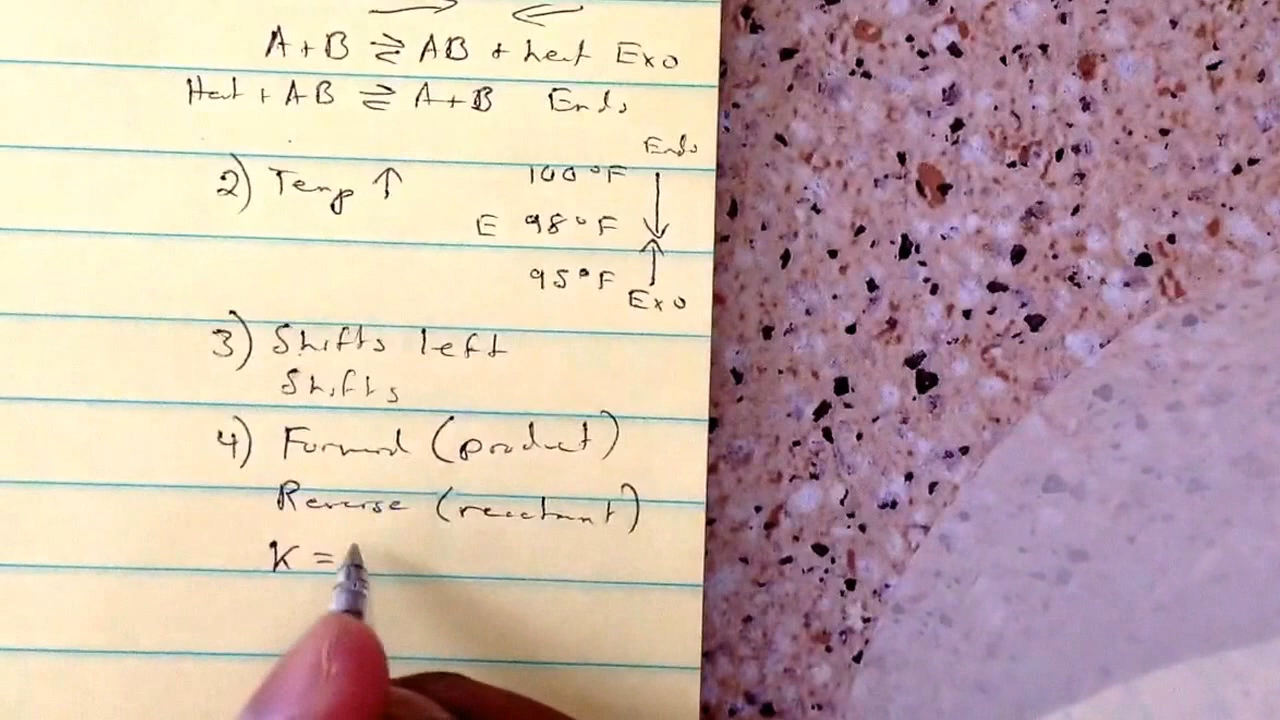 A + B ⇌ AB + heat Exo
Heat + AB ⇌ A + B Endo
Endo
2) Temp ↑ 100°F
E 98°F
95°F
Exo
3) Shifts left
Shifts
4) Forward (product)
Reverse (reactant)
K =